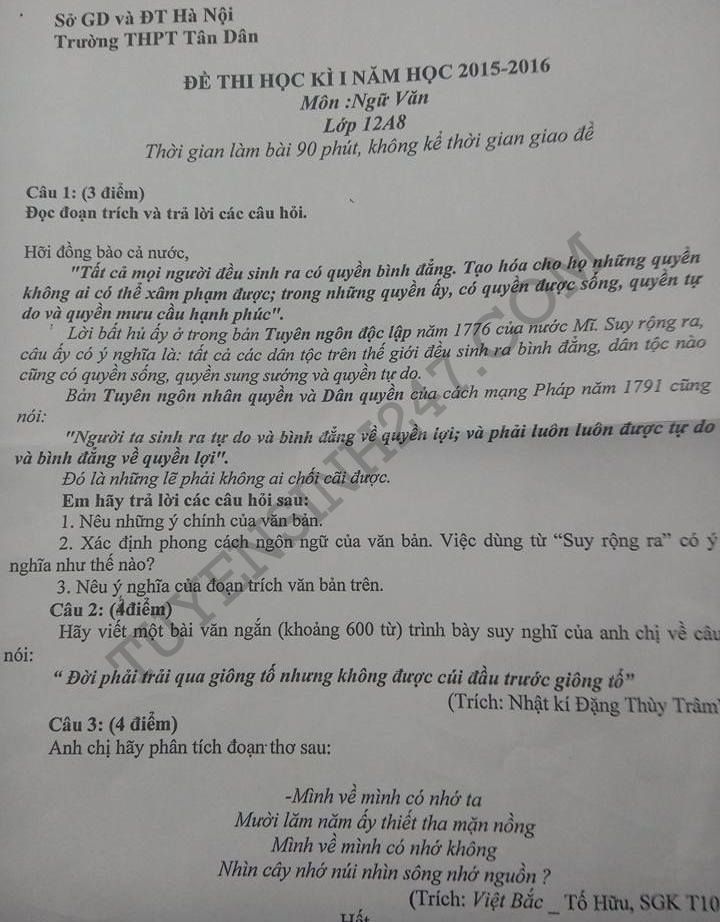 Sở GD và ĐT Hà Nội
Trường THPT Tân Dân
ĐỀ THI HỌC KÌ I NĂM HỌC 2015-2016
Môn :Ngữ Văn
Lớp 12A8
Thời gian làm bài 90 phút, không kể thời gian giao đề
Câu 1: (3 điểm)
Đọc đoạn trích và trả lời các câu hỏi.
Hỡi đồng bào cả nước,
"Tất cả mọi người đều sinh ra có quyền bình đẳng. Tạo hóa cho họ những quyền
không ai có thể xâm phạm được; trong những quyền ấy, có quyền được sống, quyền tự
do và quyền mưu cầu hạnh phúc".
Lời bất hủ ấy ở trong bản Tuyên ngôn độc lập năm 1776 của nước Mĩ. Suy rộng ra,
câu ấy có ý nghĩa là: tất cả các dân tộc trên thế giới đều sinh ra bình đẳng, dân tộc nào
cũng có quyền sống, quyền sung sướng và quyền tự do.
Bản Tuyên ngôn nhân quyền và Dân quyền của cách mạng Pháp năm 1791 cũng
nói:
"Người ta sinh ra tự do và bình đẳng về quyền lợi; và phải luôn luôn được tự do
và bình đẳng về quyền lợi".
Đó là những lẽ phải không ai chối cãi được.
Em hãy trả lời các câu hỏi sau:
1. Nêu những ý chính của văn bản.
2. Xác định phong cách ngôn ngữ của văn bản. Việc dùng từ “Suy rộng ra” có ý
nghĩa như thế nào?
3. Nêu ý nghĩa của đoạn trích văn bản trên.
Câu 2: (4điểm)
Hãy viết một bài văn ngắn (khoảng 600 từ) trình bày suy nghĩ của anh chị về câu
nói:
“ Đời phải trải qua giông tố nhưng không được cúi đầu trước giông tố”
(Trích: Nhật kí Đặng Thùy Trâm)
Câu 3: (4 điểm)
Anh chị hãy phân tích đoạn thơ sau:
-Mình về mình có nhớ ta
Mười lăm năm ấy thiết tha mặn nồng
Mình về mình có nhớ không
Nhìn cây nhớ núi nhìn sông nhớ nguồn ?
(Trích: Việt Bắc _ Tố Hữu, SGK T10
Hết
TUYENSINH247.COM